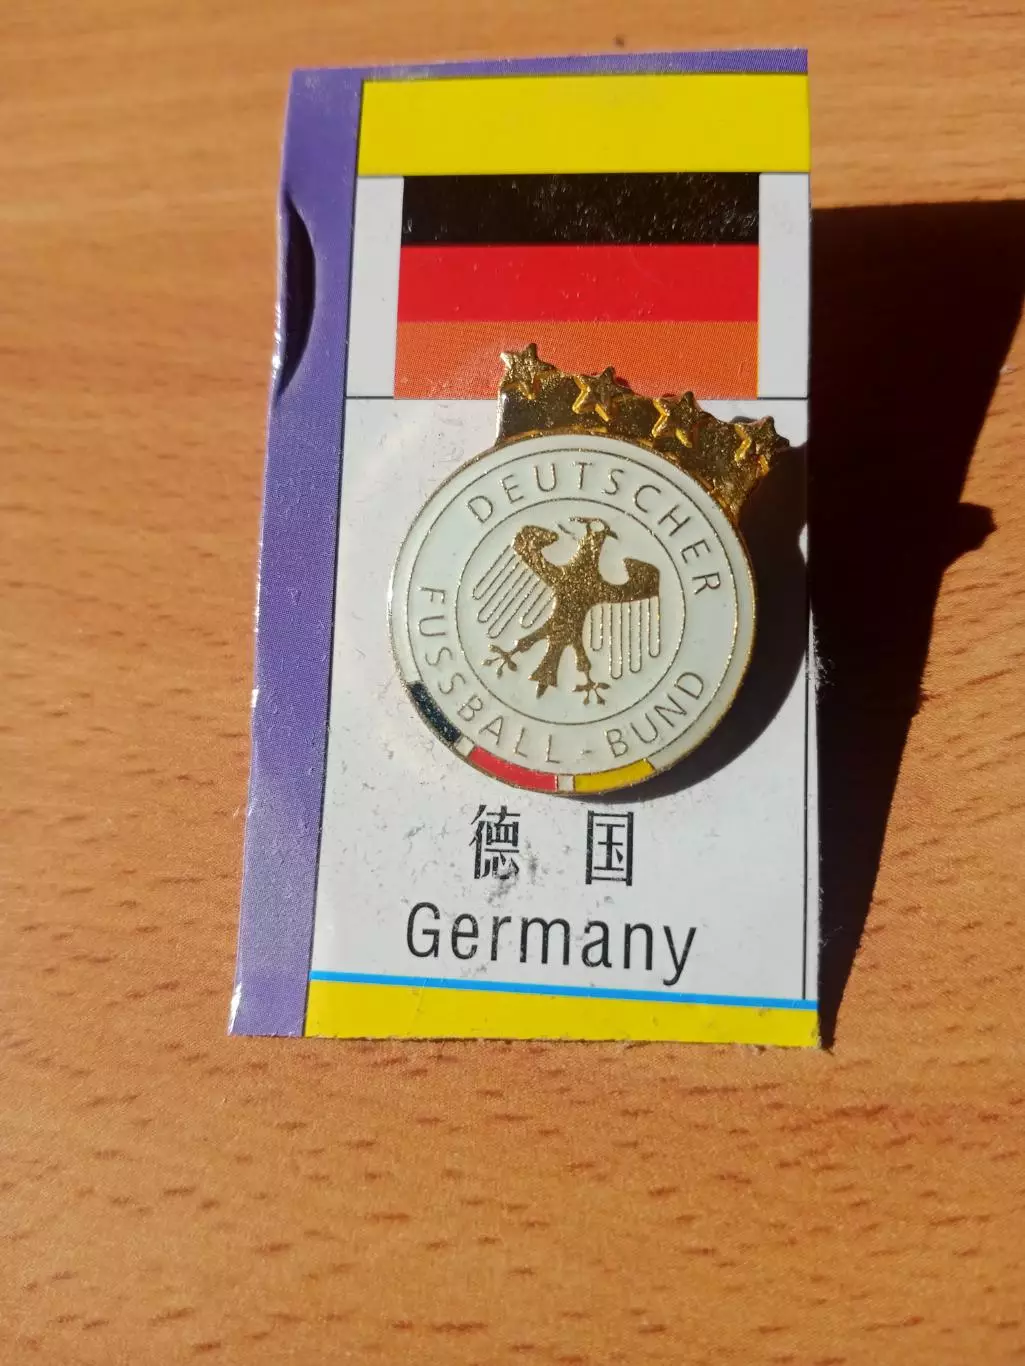 DEUTSCHER
FUSSBALL-BUND
德国
Germany